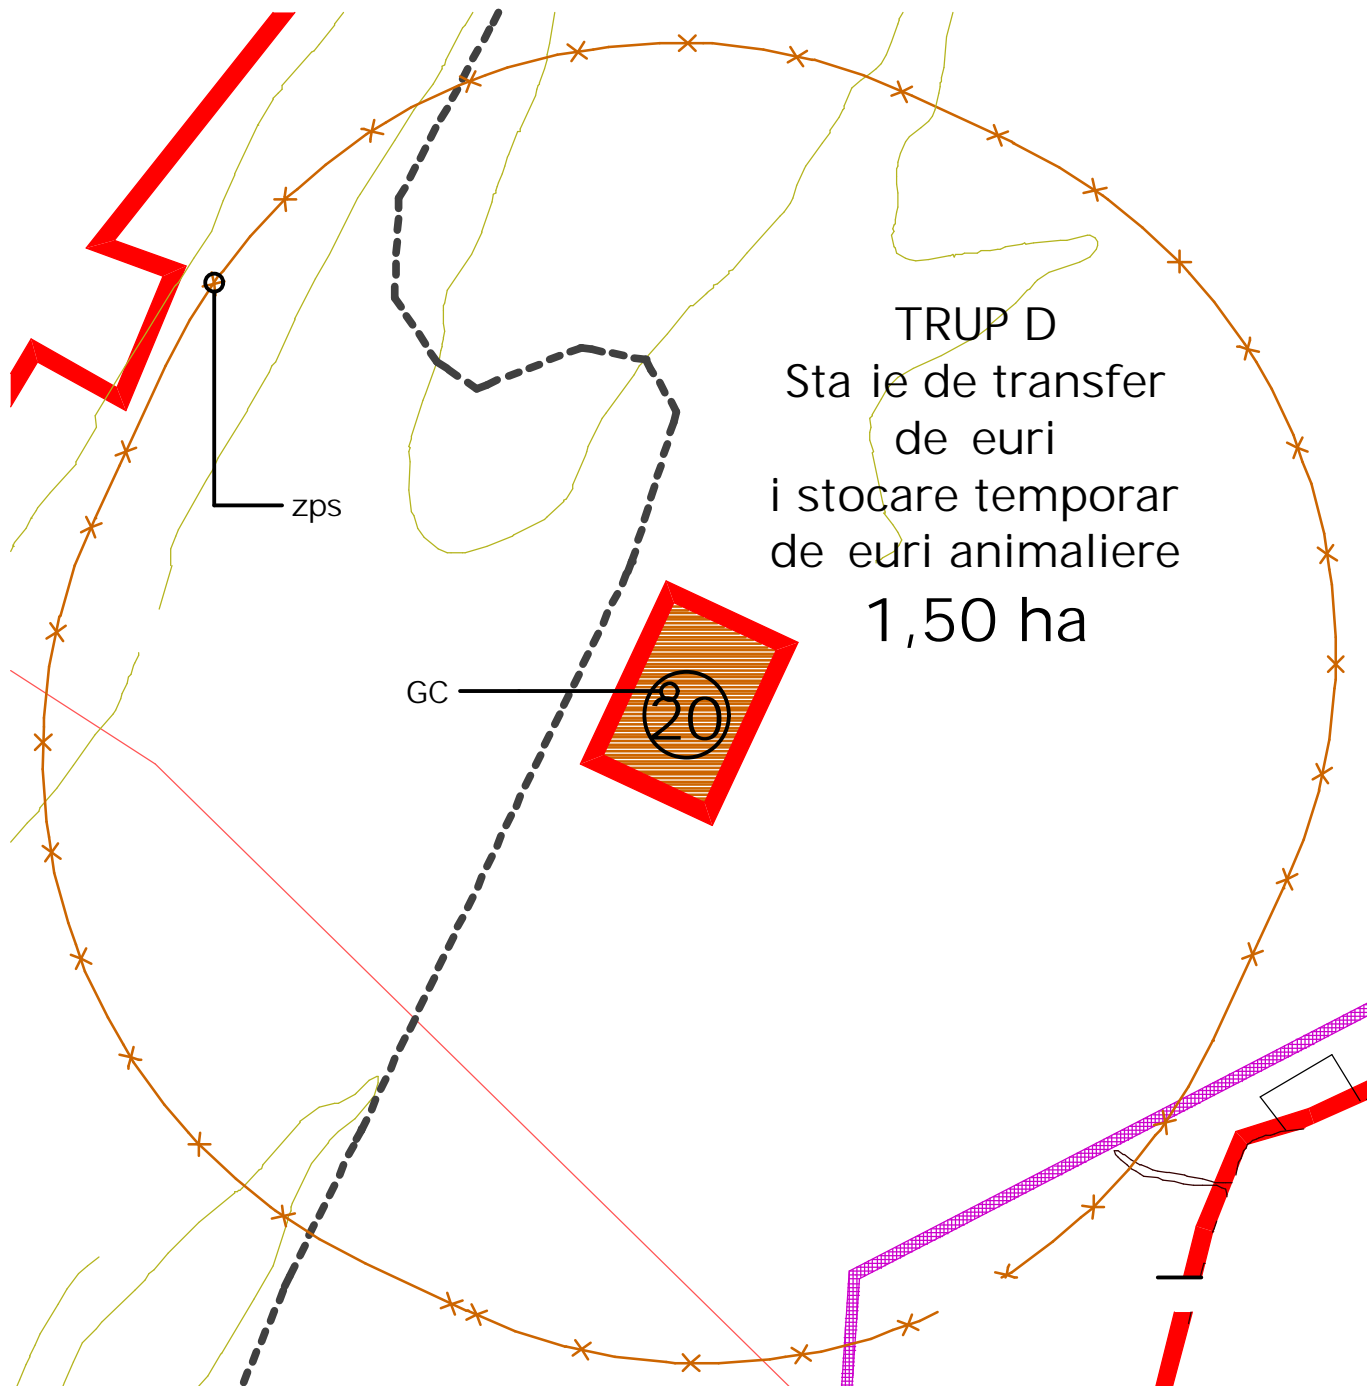 TRUP D
Sta ie de transfer
de euri
i stocare temporar
de euri animaliere
1,50 ha
zps
GC
20